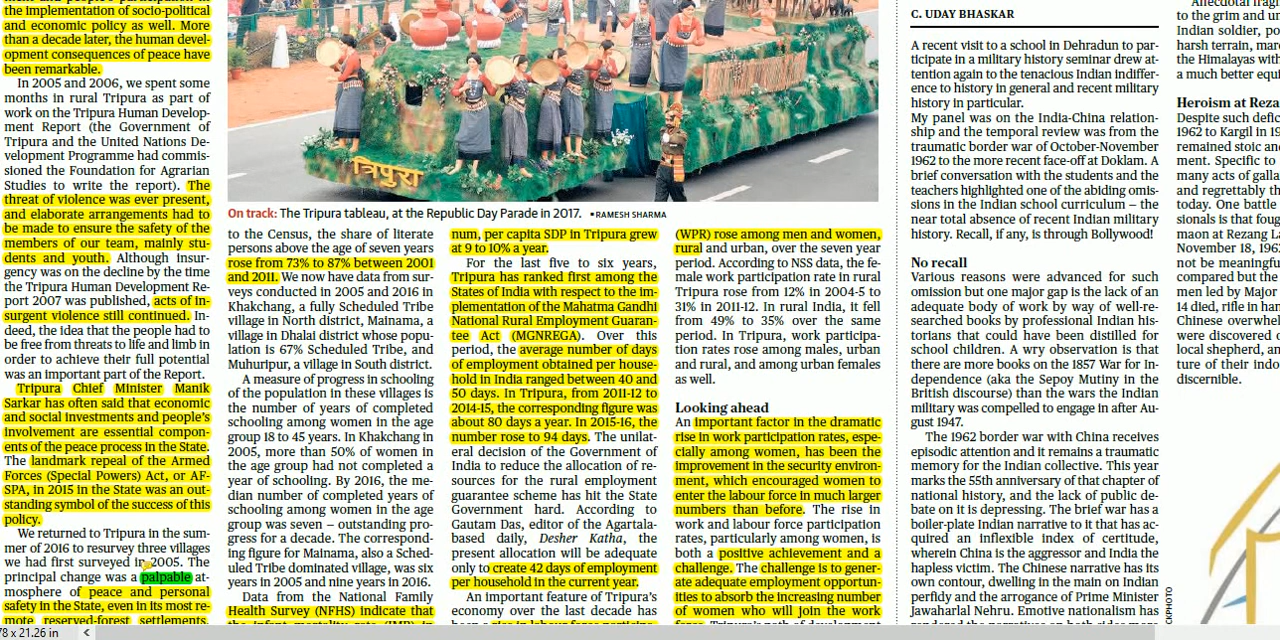 the implementation of socio-political
and economic policy as well. More
than a decade later, the human devel-
opment consequences of peace have
been remarkable.
In 2005 and 2006, we spent some
months in rural Tripura as part of
work on the Tripura Human Develop-
ment Report (the Government of
Tripura and the United Nations De-
velopment Programme had commis-
sioned the Foundation for Agrarian
Studies to write the report). The
threat of violence was ever present,
and elaborate arrangements had to
be made to ensure the safety of the
members of our team, mainly stu-
dents and youth. Although insur-
gency was on the decline by the time
the Tripura Human Development Re-
port 2007 was published, acts of in-
surgent violence still continued. In-
deed, the idea that the people had to
be free from threats to life and limb in
order to achieve their full potential
was an important part of the Report.
Tripura Chief Minister Manik
Sarkar has often said that economic
and social investments and people's
involvement are essential compon-
ents of the peace process in the State.
The landmark repeal of the Armed
Forces (Special Powers) Act, or AF-
SPA, in 2015 in the State was an out-
standing symbol of the success of this
policy.
We returned to Tripura in the sum-
mer of 2016 to resurvey three villages
we had first surveyed in 2005. The
principal change was a palpable at-
mosphere of peace and personal
safety in the State, even in its most re-
mote reserved-forest settlements.
78 x 21.26 in
त्रिपुरा
On track: The Tripura tableau, at the Republic Day Parade in 2017. ▪RAMESH SHARMA
to the Census, the share of literate
persons above the age of seven years
rose from 73% to 87% between 2001
and 2011. We now have data from sur-
veys conducted in 2005 and 2016 in
Khakchang, a fully Scheduled Tribe
village in North district, Mainama, a
village in Dhalai district whose popu-
lation is 67% Scheduled Tribe, and
Muhuripur, a village in South district.
A measure of progress in schooling
of the population in these villages is
the number of years of completed
schooling among women in the age
group 18 to 45 years. In Khakchang in
2005, more than 50% of women in
the age group had not completed a
year of schooling. By 2016, the me-
dian number of completed years of
schooling among women in the age
group was seven – outstanding pro-
gress for a decade. The correspond-
ing figure for Mainama, also a Sched-
uled Tribe dominated village, was six
years in 2005 and nine years in 2016.
Data from the National Family
Health Survey (NFHS) indicate that
the infant mortality rate (IMR) in
num, per capita SDP in Tripura grew
at 9 to 10% a year.
For the last five to six years,
Tripura has ranked first among the
States of India with respect to the im-
plementation of the Mahatma Gandhi
National Rural Employment Guaran-
tee Act (MGNREGA). Over this
period, the average number of days
of employment obtained per house-
hold in India ranged between 40 and
50 days. In Tripura, from 2011-12 to
2014-15, the corresponding figure was
about 80 days a year. In 2015-16, the
number rose to 94 days. The unilat-
eral decision of the Government of
India to reduce the allocation of re-
sources for the rural employment
guarantee scheme has hit the State
Government hard. According to
Gautam Das, editor of the Agartala-
based daily, Desher Katha, the
present allocation will be adequate
only to create 42 days of employment
per household in the current year.
An important feature of Tripura's
economy over the last decade has
(WPR) rose among men and women,
rural and urban, over the seven year
period. According to NSS data, the fe-
male work participation rate in rural
Tripura rose from 12% in 2004-5 to
31% in 2011-12. In rural India, it fell
from 49% to 35% over the same
period. In Tripura, work participa-
tion rates rose among males, urban
and rural, and among urban females
as well.
Looking ahead
An important factor in the dramatic
rise in work participation rates, espe-
cially among women, has been the
improvement in the security environ-
ment, which encouraged women to
enter the labour force in much larger
numbers than before. The rise in
work and labour force participation
rates, particularly among women, is
both a positive achievement and a
challenge. The challenge is to gener-
ate adequate employment opportun-
ities to absorb the increasing number
of women who will join the work
C. UDAY BHASKAR
A recent visit to a school in Dehradun to par-
ticipate in a military history seminar drew at-
tention again to the tenacious Indian indiffer-
ence to history in general and recent military
history in particular.
My panel was on the India-China relation-
ship and the temporal review was from the
traumatic border war of October-November
1962 to the more recent face-off at Doklam. A
brief conversation with the students and the
teachers highlighted one of the abiding omis-
sions in the Indian school curriculum – the
near total absence of recent Indian military
history. Recall, if any, is through Bollywood!
No recall
Various reasons were advanced for such
omission but one major gap is the lack of an
adequate body of work by way of well-re-
searched books by professional Indian his-
torians that could have been distilled for
school children. A wry observation is that
there are more books on the 1857 War for In-
dependence (aka the Sepoy Mutiny in the
British discourse) than the wars the Indian
military was compelled to engage in after Au-
gust 1947.
The 1962 border war with China receives
episodic attention and it remains a traumatic
memory for the Indian collective. This year
marks the 55th anniversary of that chapter of
national history, and the lack of public de-
bate on it is depressing. The brief war has a
boiler-plate Indian narrative to it that has ac-
quired an inflexible index of certitude,
wherein China is the aggressor and India the
hapless victim. The Chinese narrative has its
own contour, dwelling in the main on Indian
perfidy and the arrogance of Prime Minister
Jawaharlal Nehru. Emotive nationalism has
to the grim and un
Indian soldier, po
harsh terrain, mar
the Himalayas with
a much better equi
Heroism at Reza
Despite such defic
1962 to Kargil in 19
remained stoic an
ment. Specific to
many acts of galla
and regrettably th
today. One battle
sionals is that foug
maon at Rezang La
November 18, 1962
not be meaningfu
compared but the
men led by Major
14 died, rifle in han
Chinese overwhel
were discovered o
local shepherd, an
ture of their indo
discernible.
CKPHOTO